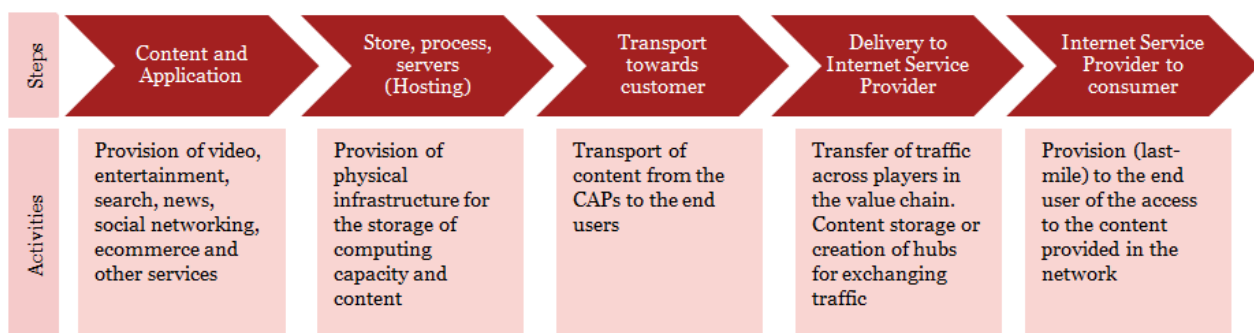 Steps
Content and
Application
Store, process,
servers
(Hosting)
Transport
towards
customer
Delivery to
Internet Service
Provider
Internet Service
Provider to
consumer
Activities
Provision of video,
entertainment,
search, news,
social networking,
ecommerce and
other services
Provision of
physical
infrastructure for
the storage of
computing
capacity and
content
Transport of
content from the
CAPs to the end
users
Transfer of traffic
across players in
the value chain.
Content storage or
creation of hubs
for exchanging
traffic
Provision (last-
mile) to the end
user of the access
to the content
provided in the
network